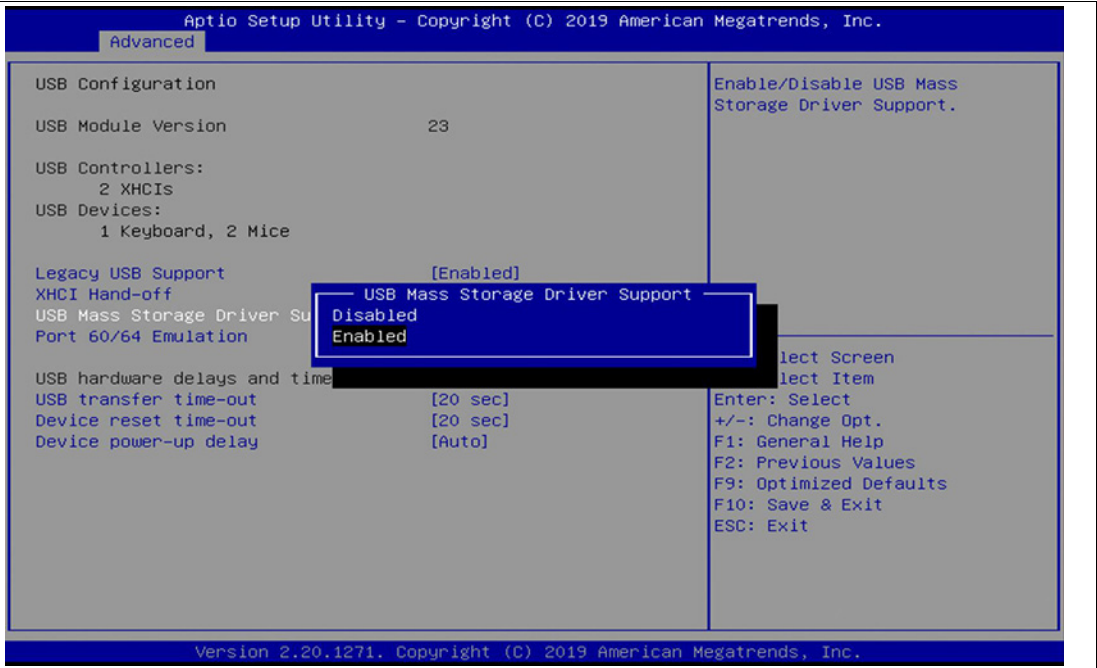 Aptio Setup Utility – Copyright (C) 2019 American Megatrends, Inc.
Advanced
USB Configuration
USB Module Version 23
USB Controllers:
2 XHCIs
USB Devices:
1 Keyboard, 2 Mice
Legacy USB Support [Enabled]
XHCI Hand-off
USB Mass Storage Driver Su
Port 60/64 Emulation
USB hardware delays and time
USB transfer time-out [20 sec]
Device reset time-out [20 sec]
Device power-up delay [Auto]
USB Mass Storage Driver Support
Disabled
Enabled
Enable/Disable USB Mass
Storage Driver Support.
lect Screen
lect Item
Enter: Select
+/-: Change Opt.
F1: General Help
F2: Previous Values
F9: Optimized Defaults
F10: Save & Exit
ESC: Exit
Version 2.20.1271. Copyright (C) 2019 American Megatrends, Inc.